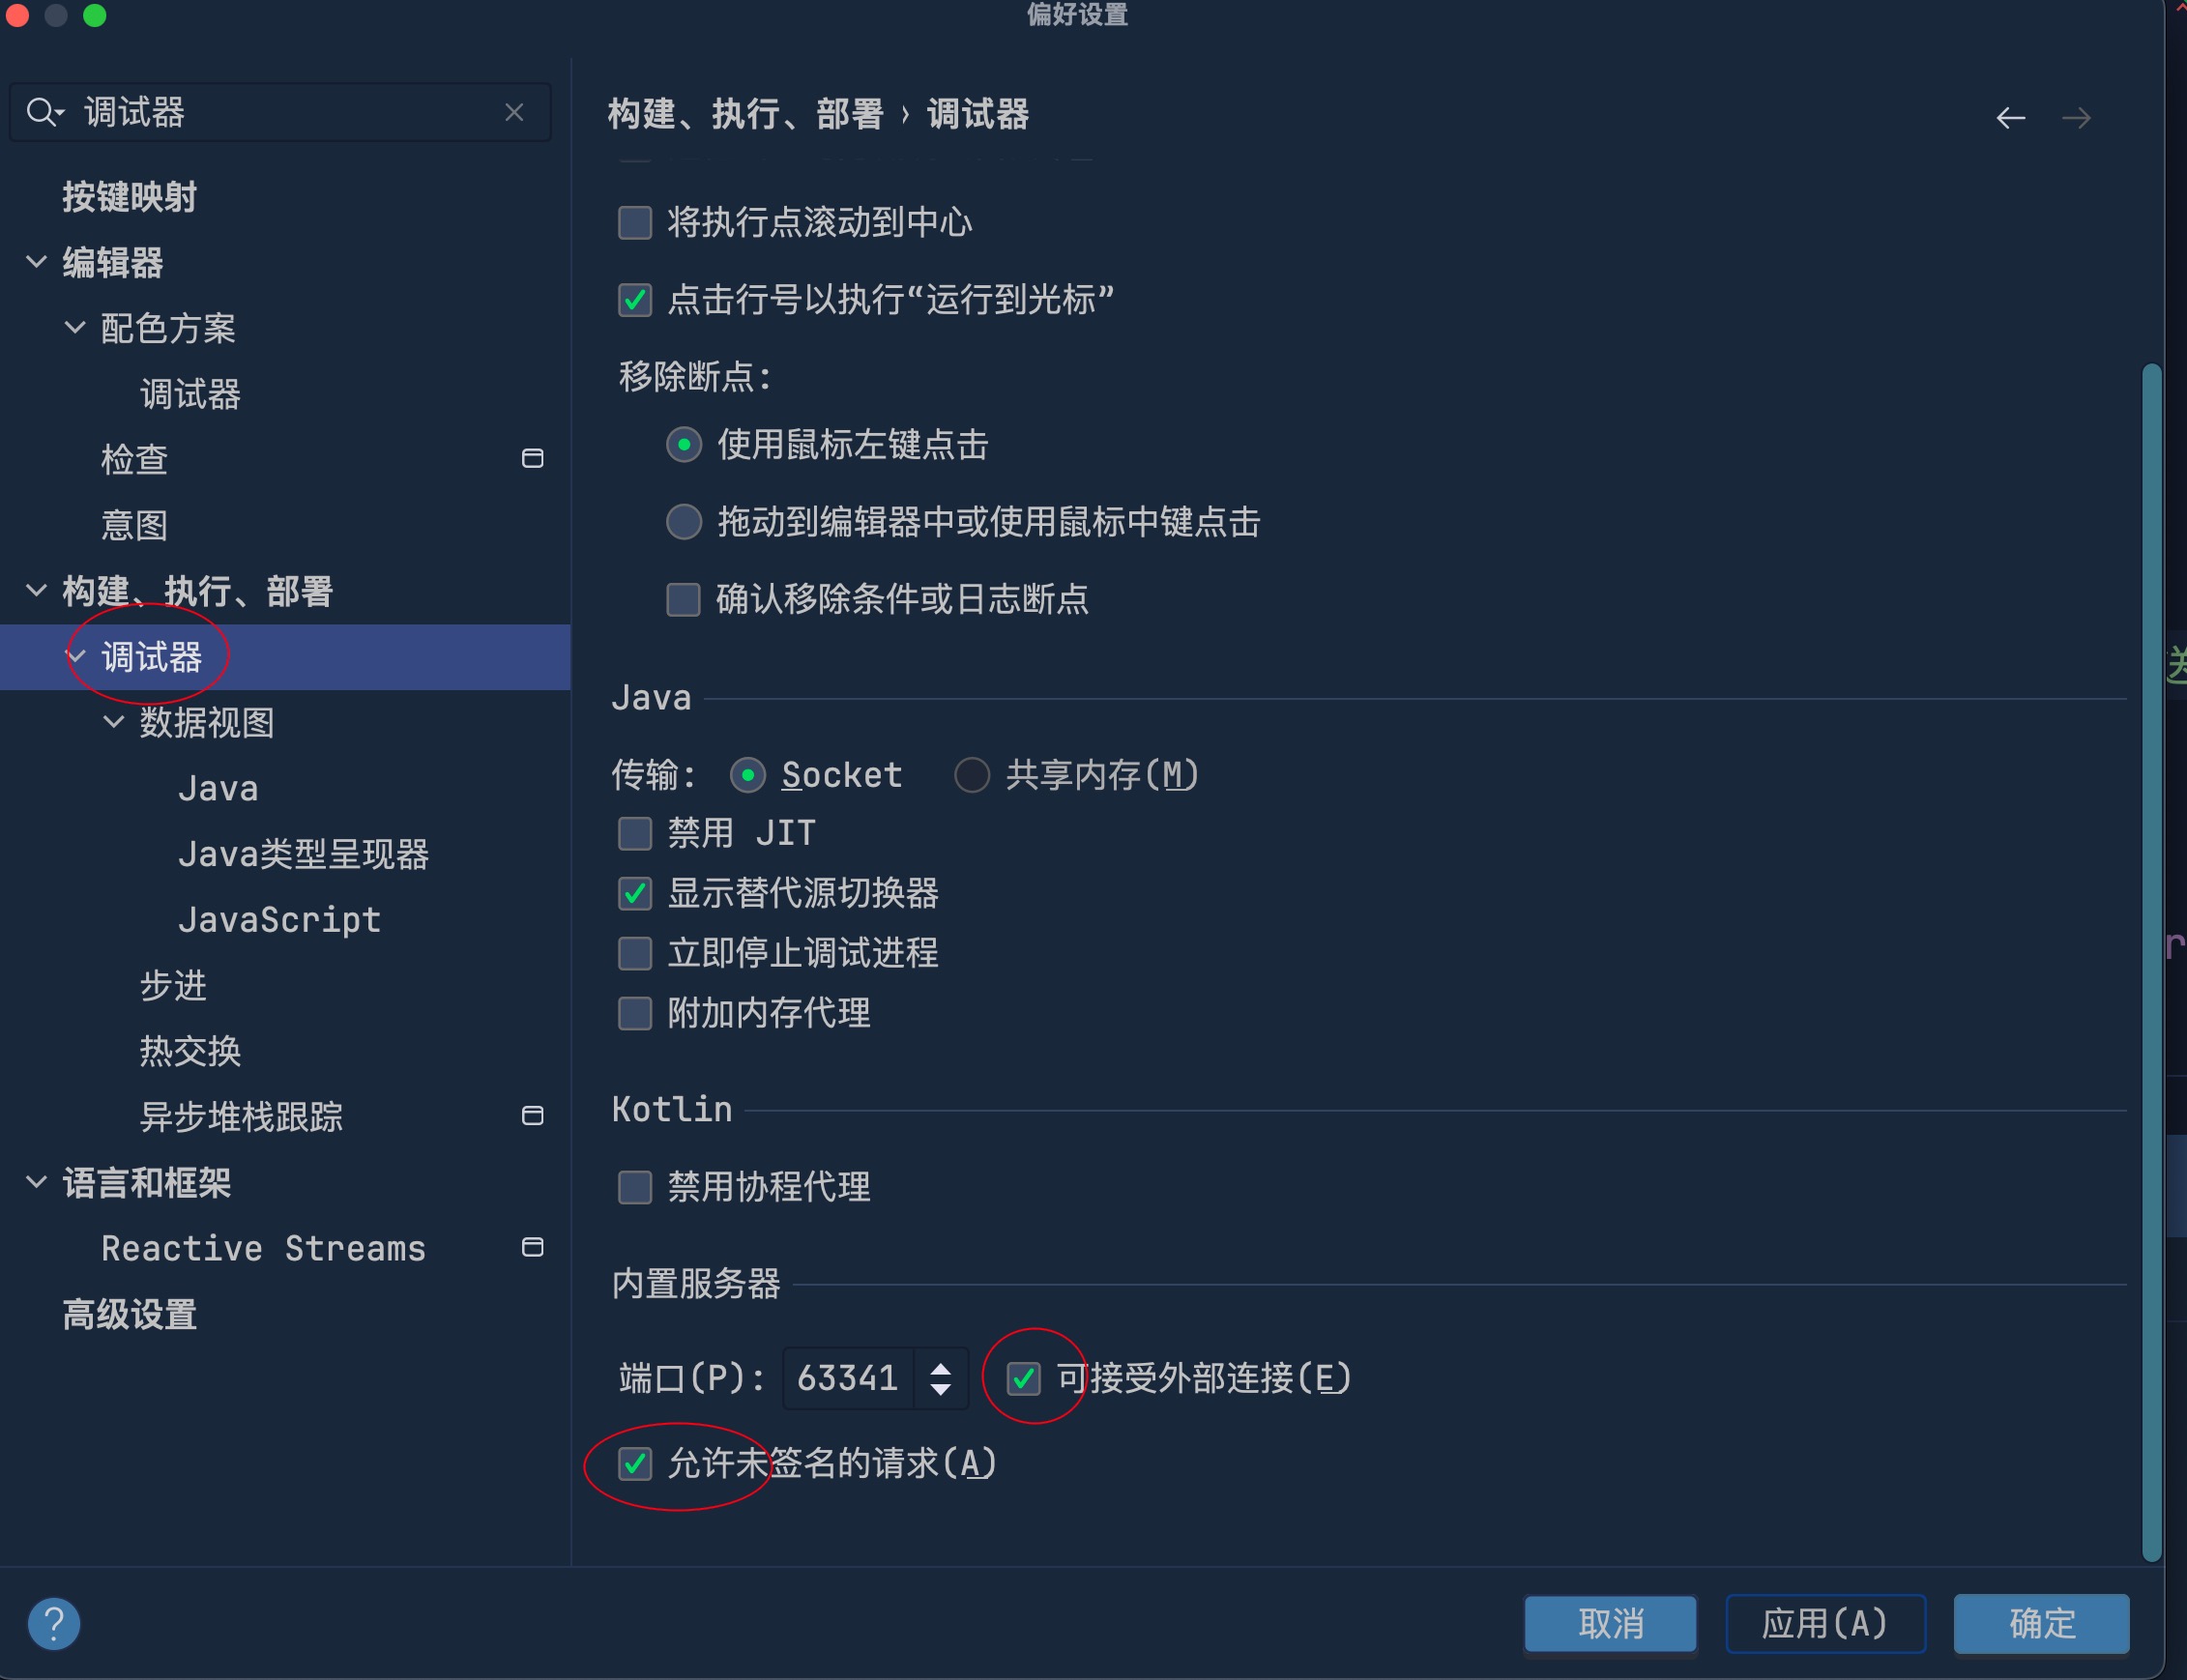 偏好设置
调试器
按键映射
编辑器
配色方案
调试器
检查
意图
构建、执行、部署
调试器
数据视图
Java
Java类型呈现器
JavaScript
步进
热交换
异步堆栈跟踪
语言和框架
Reactive Streams
高级设置
构建、执行、部署 › 调试器
将执行点滚动到中心
点击行号以执行“运行到光标”
移除断点:
使用鼠标左键点击
拖动到编辑器中或使用鼠标中键点击
确认移除条件或日志断点
Java
传输: Socket 共享内存(M)
禁用 JIT
显示替代源切换器
立即停止调试进程
附加内存代理
Kotlin
禁用协程代理
内置服务器
端口(P): 63341 可接受外部连接(E)
允许未签名的请求(A)
? 取消 应用(A) 确定